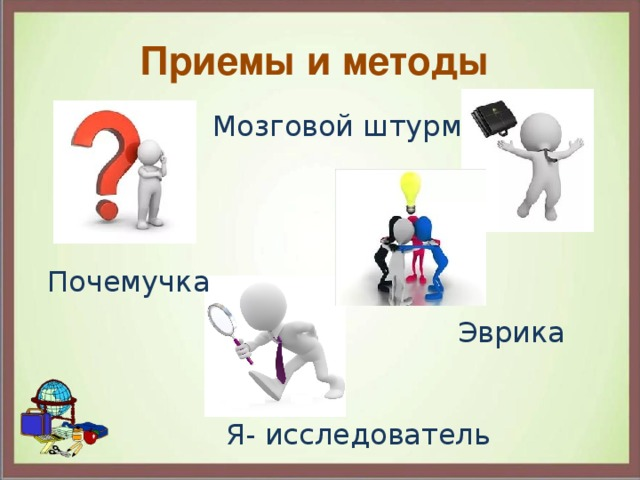 Приемы и методы
Мозговой штурм
Почемучка
Эврика
Я- исследователь